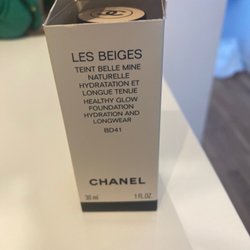 LES BEIGES
TEINT BELLE MINE
NATURELLE
HYDRATATION ET
LONGUE TENUE
HEALTHY GLOW
FOUNDATION
HYDRATION AND
LONGWEAR
BD41
CHANEL
30 ml 1 FL.OZ.